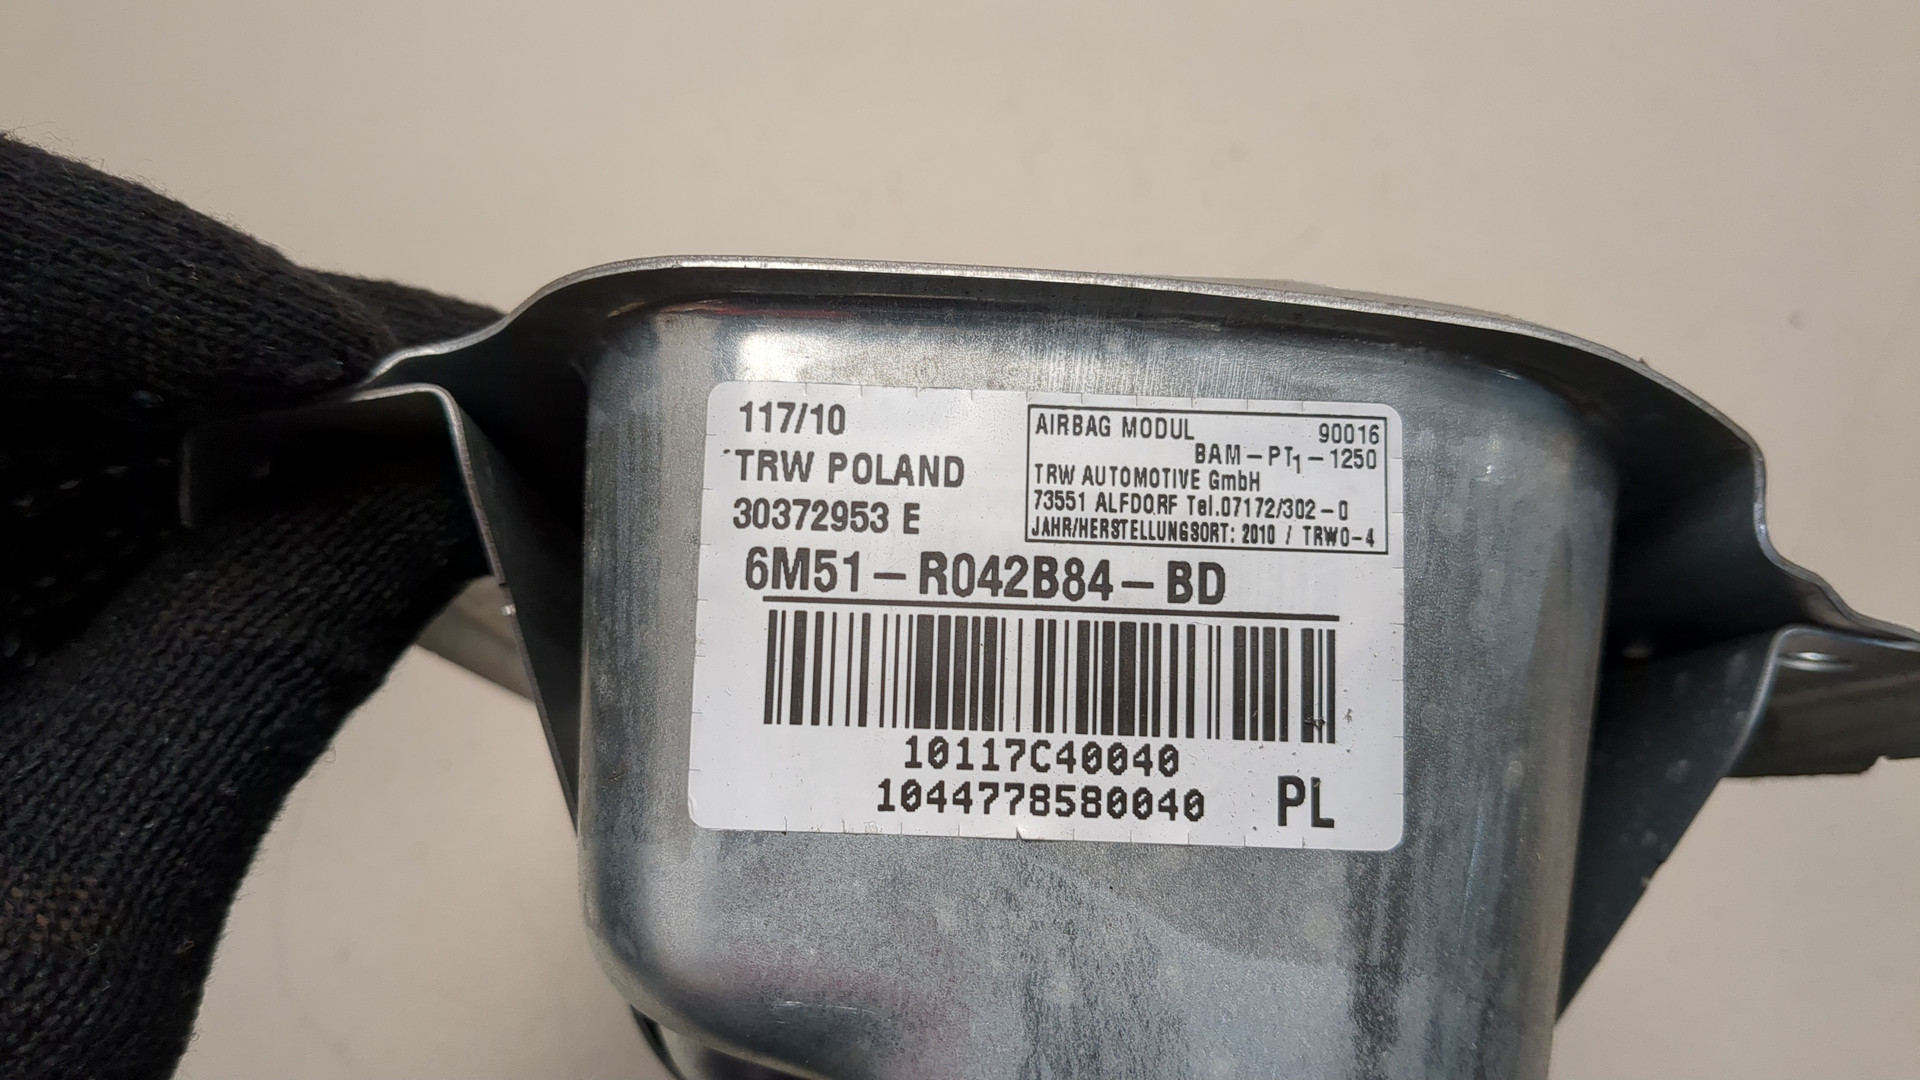 117/10
TRW POLAND
30372953 E
AIRBAG MODUL 90016
BAM-PT1-1250
TRW AUTOMOTIVE GmbH
73551 ALFDORF Tel.07172/302-0
JAHR/HERSTELLUNGSORT: 2010 / TRWO-4
6M51-R042B84-BD
10117C40040
1044778580040
PL